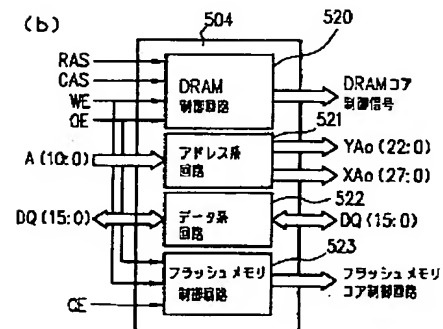 (b)
504
520
RAS
CAS
WE
OE
DRAM
制御回路
DRAMコア
制御信号
521
A(10:0)
アドレス系
回路
YAo(22:0)
XAo(27:0)
522
DQ(15:0)
データ系
回路
DQ(15:0)
523
フラッシュメモリ
制御回路
フラッシュメモリ
コア制御回路
CE